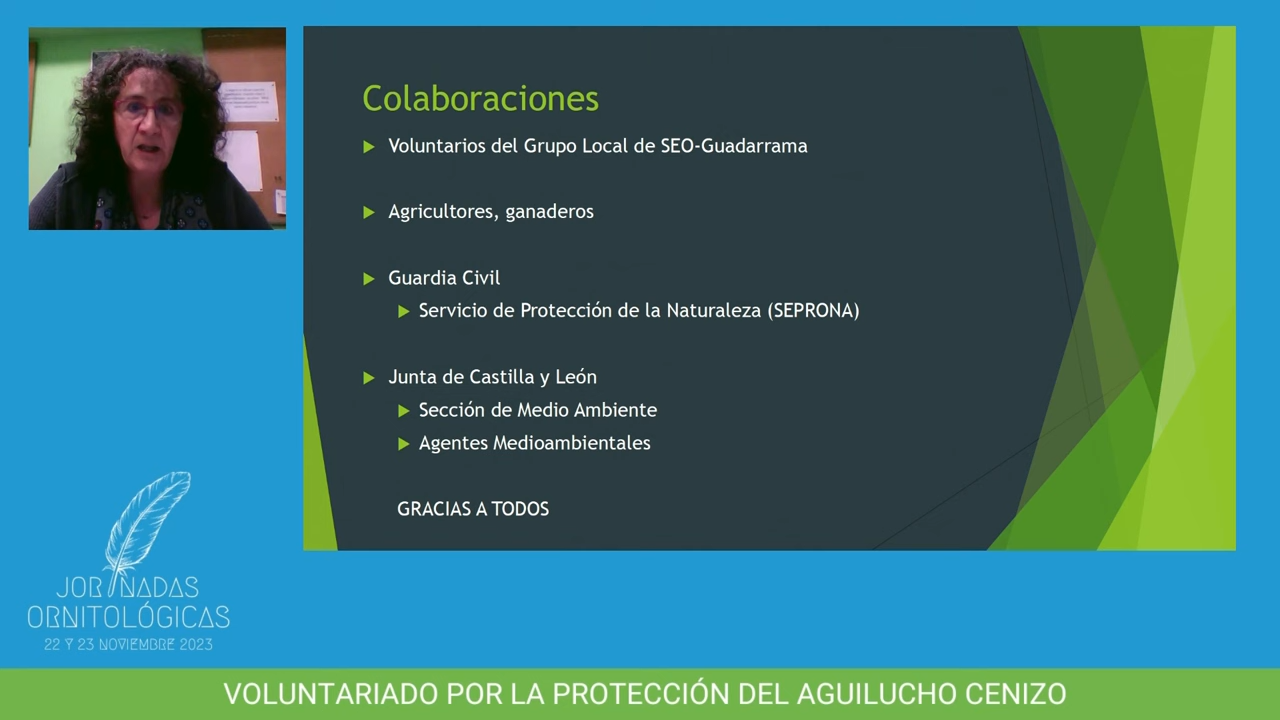 Colaboraciones
Voluntarios del Grupo Local de SEO-Guadarrama
Agricultores, ganaderos
Guardia Civil
Servicio de Protección de la Naturaleza (SEPRONA)
Junta de Castilla y León
Sección de Medio Ambiente
Agentes Medioambientales
GRACIAS A TODOS
JORNADAS
ORNITOLÓGICAS
22 Y 23 NOVIEMBRE 2023
VOLUNTARIADO POR LA PROTECCIÓN DEL AGUILUCHO CENIZO